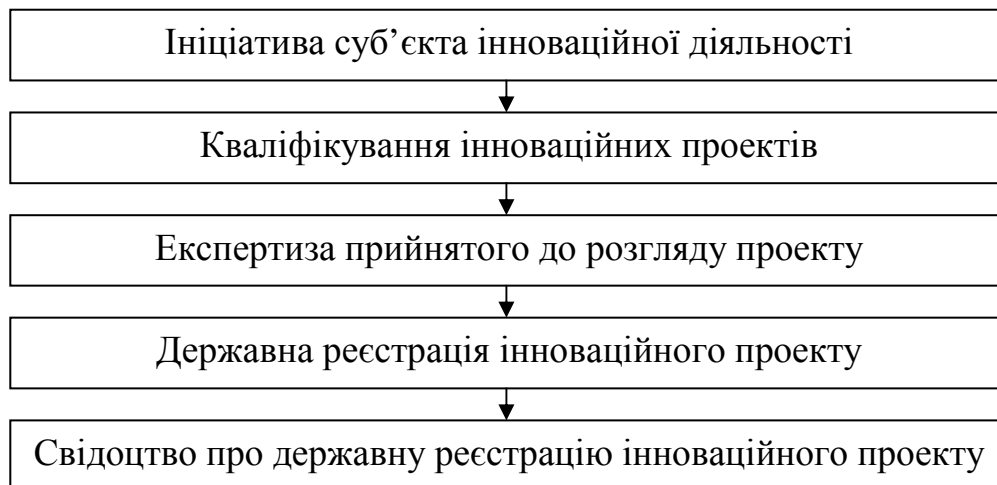 Ініціатива суб’єкта інноваційної діяльності
Кваліфікування інноваційних проектів
Експертиза прийнятого до розгляду проекту
Державна реєстрація інноваційного проекту
Свідоцтво про державну реєстрацію інноваційного проекту